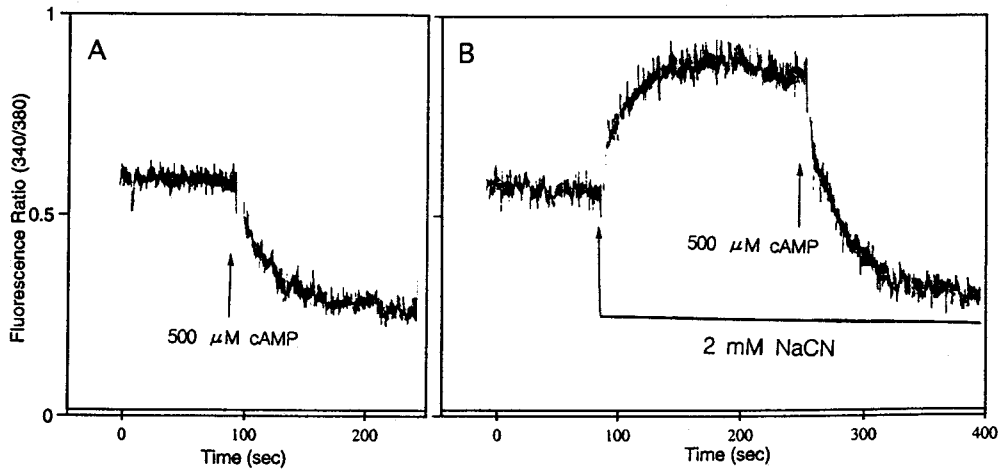 A
B
Fluorescence Ratio (340/380)
1
0.5
0
500 μM cAMP
500 μM cAMP
2 mM NaCN
0 100 200
Time (sec)
0 100 200 300 400
Time (sec)